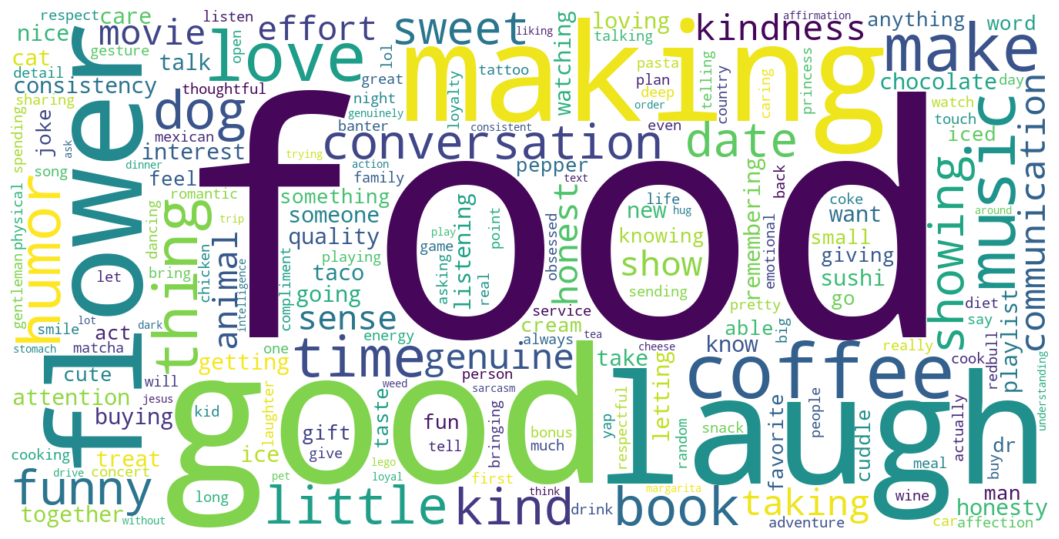 respect
care
listen
effort
sweet
making
loving
talking
kindness
affirmation
anything
word
nice
gesture
movie
open
love
liking
pasta
make
cat
talk
lol
tattoo
watching
plan
deep
telling
country
caring
princess
chocolate
day
detail
consistency
thoughtful
great
loyalty
order
watch
sharing
dog
night
genuinely
banter
consistent
even
date
touch
iced
spending
joke
ask
mexican
interest
conversation
pepper
music
communication
song
dinner
feel
trying
action
family
text
remembering
back
flower
food
humor
physical
gentleman
dancing
thing
romantic
trip
something
someone
life
hug
new
coke
want
around
bring
quality
play
game
asking
listening
point
real
obsessed
honest
knowing
emotional
small
giving
showing
let
animal
chicken
intelligence
playing
taco
show
sushi
going
compliment
sending
go
smile
lot
dark
act
sense
energy
service
always
cream
pretty
able
big
diet
say
playlist
redbull
stomach
matcha
getting
one
time
genuine
tea
cheese
take
know
really
cook
understanding
cute
will
jesus
weed
person
sarcasm
coffee
attention
buying
kid
good
taste
fun
tell
bringing
bonus
much
yap
respectful
letting
snack
random
laugh
favorite
people
cuddle
meal
actually
buy
dr
cooking
treat
ice
laughter
gift
give
drive
concert
pet
lego
loyal
first
think
margarita
wine
man
funny
long
little
kind
drink
book
taking
adventure
honesty
together
without
car
affection